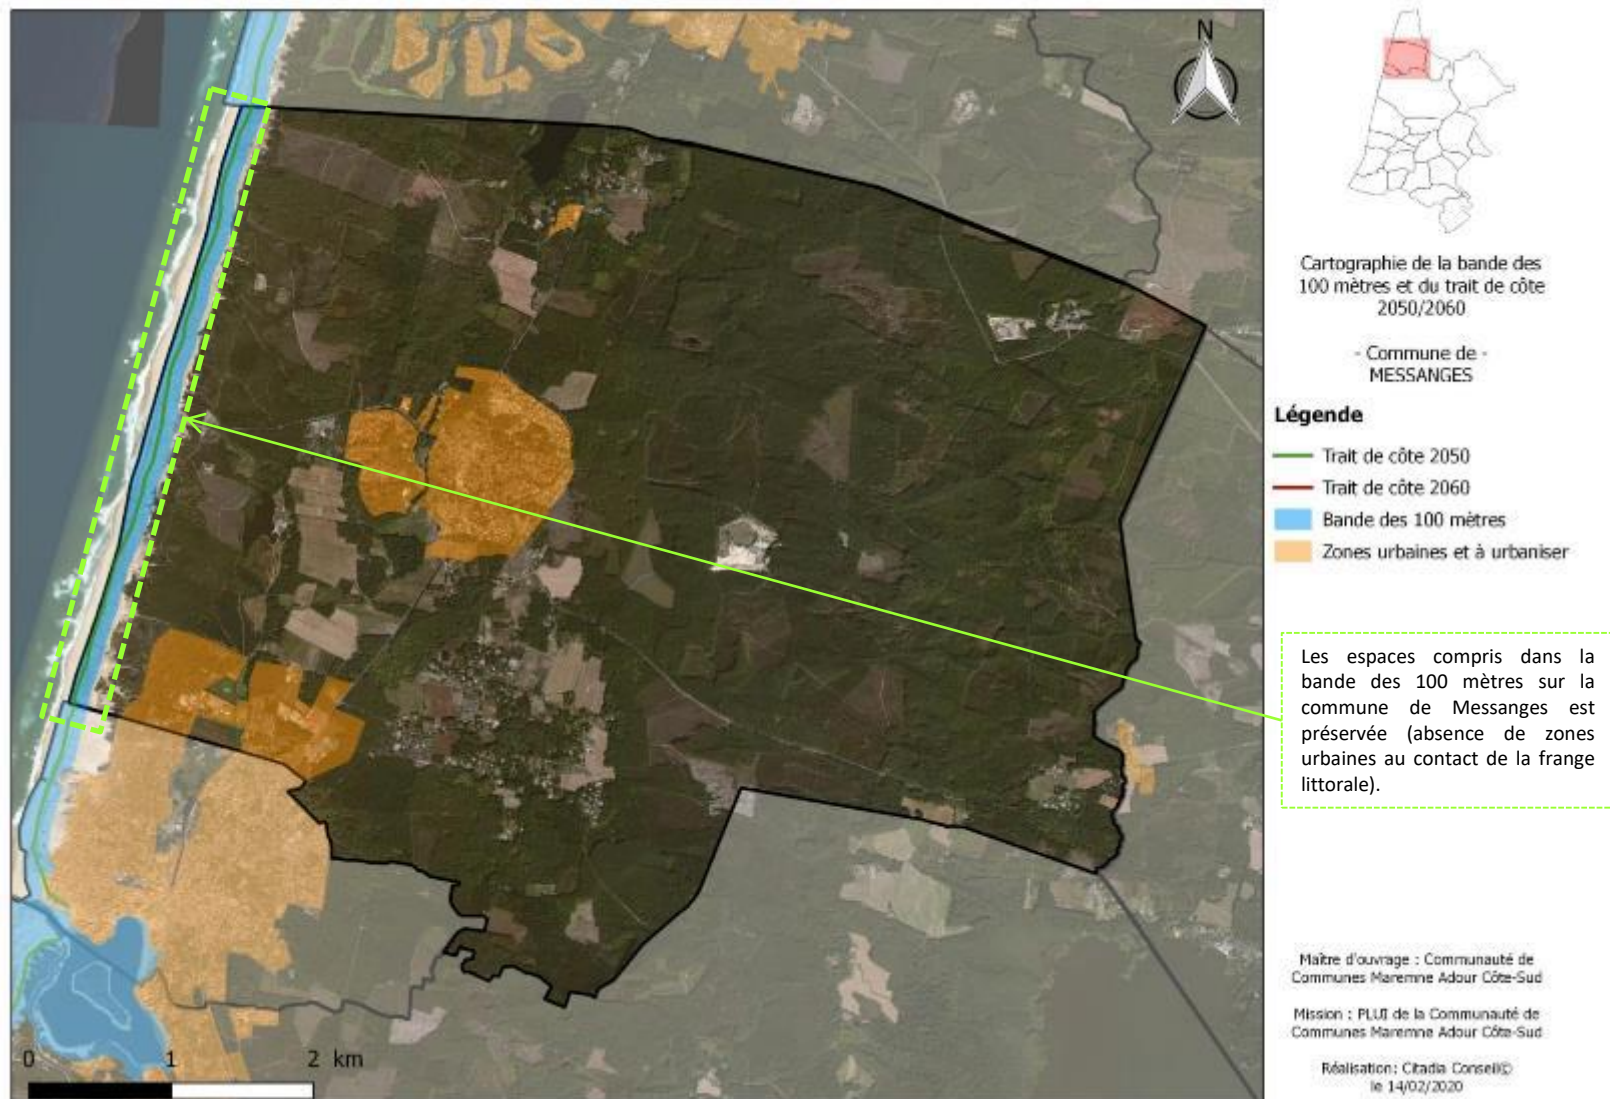 N
Cartographie de la bande des
100 mètres et du trait de côte
2050/2060
- Commune de -
MESSANGES
Légende
Trait de côte 2050
Trait de côte 2060
Bande des 100 mètres
Zones urbaines et à urbaniser
Les espaces compris dans la
bande des 100 mètres sur la
commune de Messanges est
préservée (absence de zones
urbaines au contact de la frange
littorale).
Maître d'ouvrage : Communauté de
Communes Maremne Adour Côte-Sud
Mission : PLUI de la Communauté de
Communes Maremne Adour Côte-Sud
Réalisation: Citadia Conseil©
le 14/02/2020
0 1 2 km